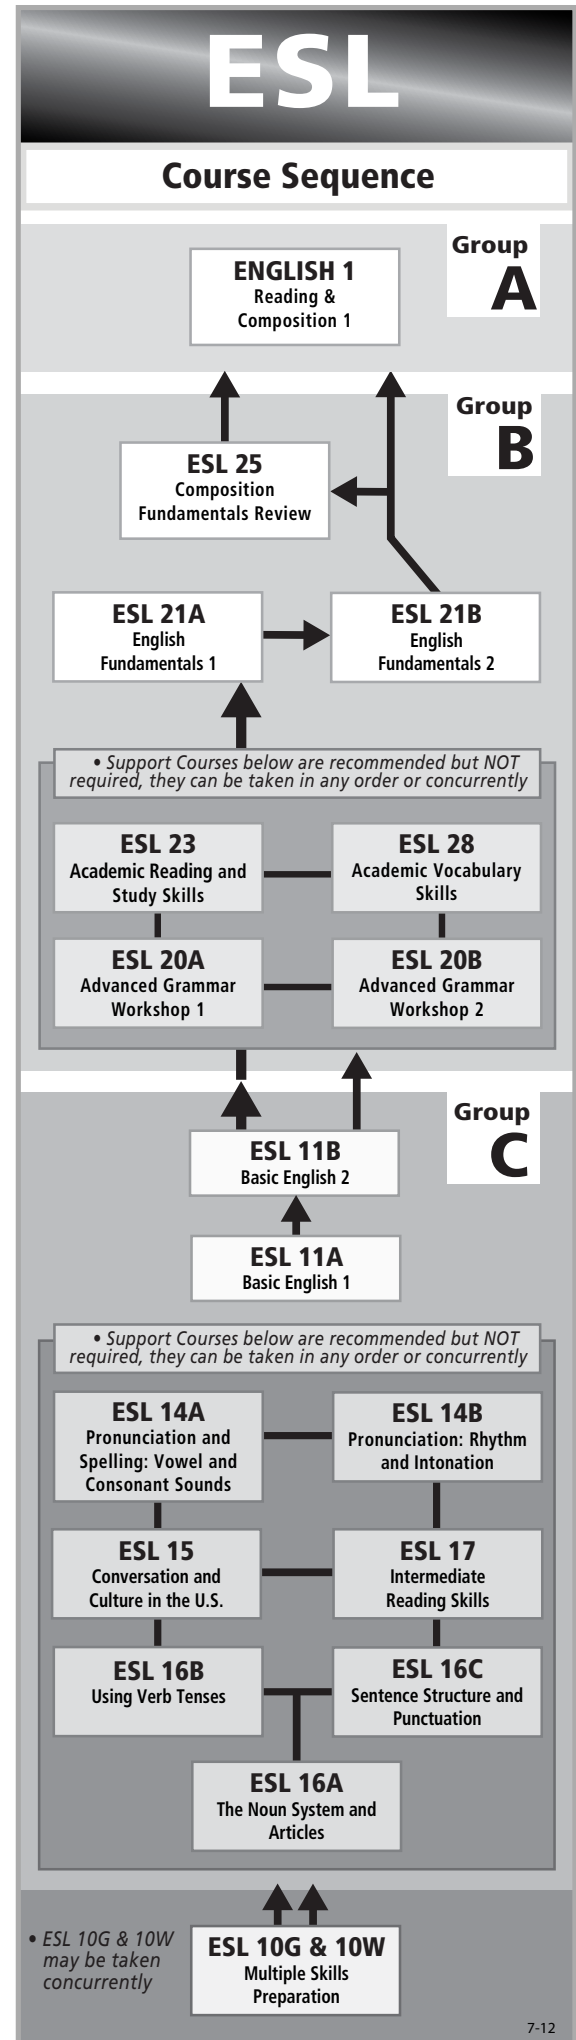 ESL
Course Sequence
Group
A
ENGLISH 1
Reading &
Composition 1
Group
B
ESL 25
Composition
Fundamentals Review
ESL 21A
English
Fundamentals 1
ESL 21B
English
Fundamentals 2
• Support Courses below are recommended but NOT
required, they can be taken in any order or concurrently
ESL 23
Academic Reading and
Study Skills
ESL 28
Academic Vocabulary
Skills
ESL 20A
Advanced Grammar
Workshop 1
ESL 20B
Advanced Grammar
Workshop 2
Group
C
ESL 11B
Basic English 2
ESL 11A
Basic English 1
• Support Courses below are recommended but NOT
required, they can be taken in any order or concurrently
ESL 14A
Pronunciation and
Spelling: Vowel and
Consonant Sounds
ESL 14B
Pronunciation: Rhythm
and Intonation
ESL 15
Conversation and
Culture in the U.S.
ESL 17
Intermediate
Reading Skills
ESL 16B
Using Verb Tenses
ESL 16C
Sentence Structure and
Punctuation
ESL 16A
The Noun System and
Articles
• ESL 10G & 10W
may be taken
concurrently
ESL 10G & 10W
Multiple Skills
Preparation
7-12